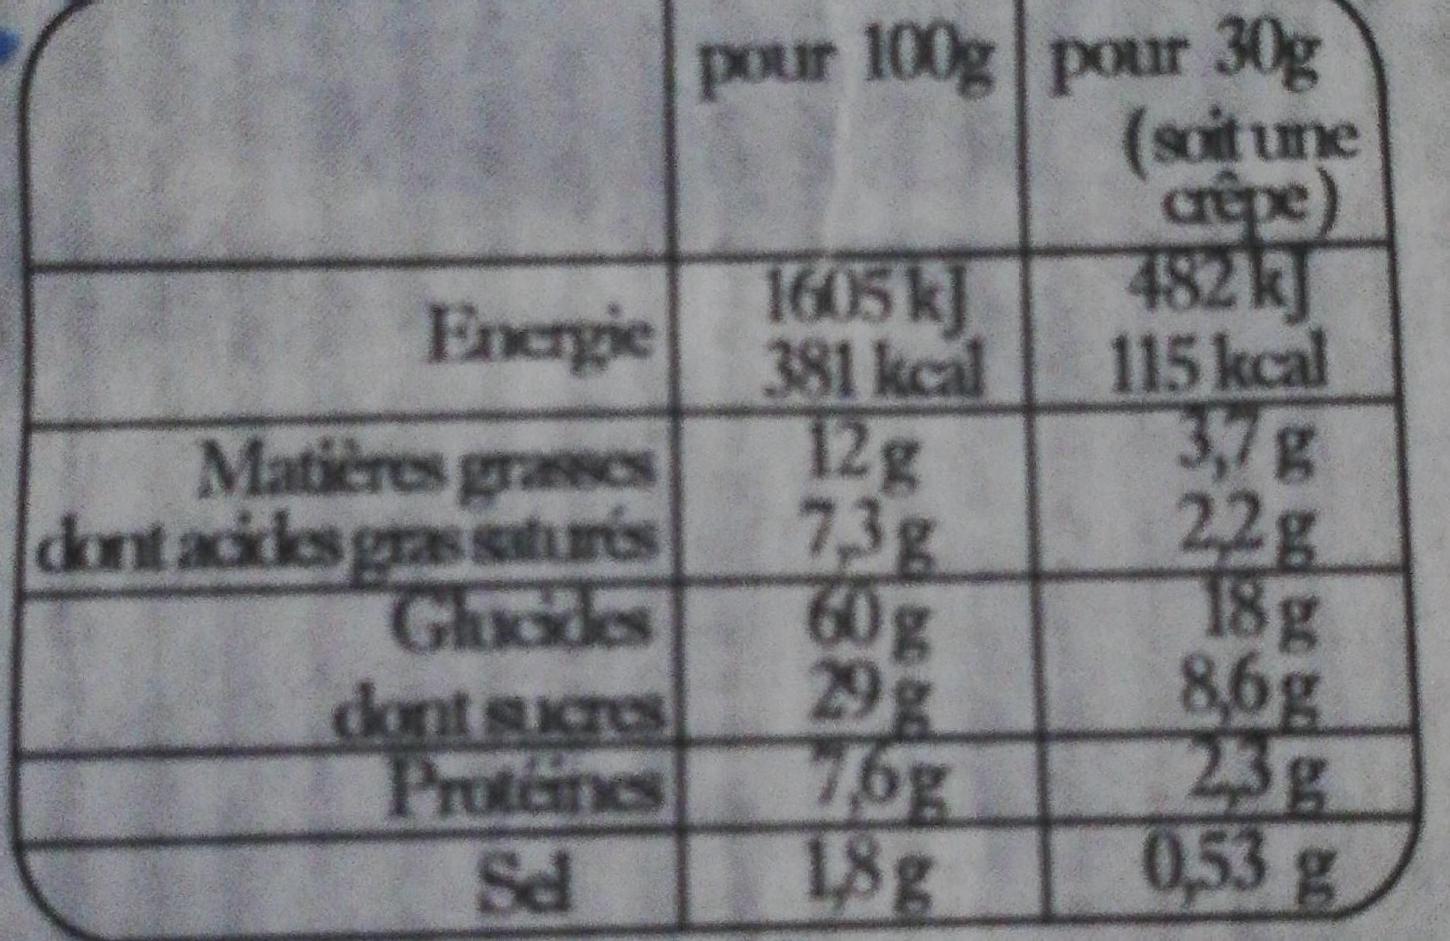 pour 100g pour 30g
(soit une
crêpe)
Energie 1605 kJ 482 kJ
381 kcal 115 kcal
Matières grasses 12 g 3,7 g
dont acides gras saturés 7,3 g 2,2 g
Glucides 60 g 18 g
dont sucres 29 g 8,6 g
Protéines 7,6 g 2,3 g
Sel 1,8 g 0,53 g